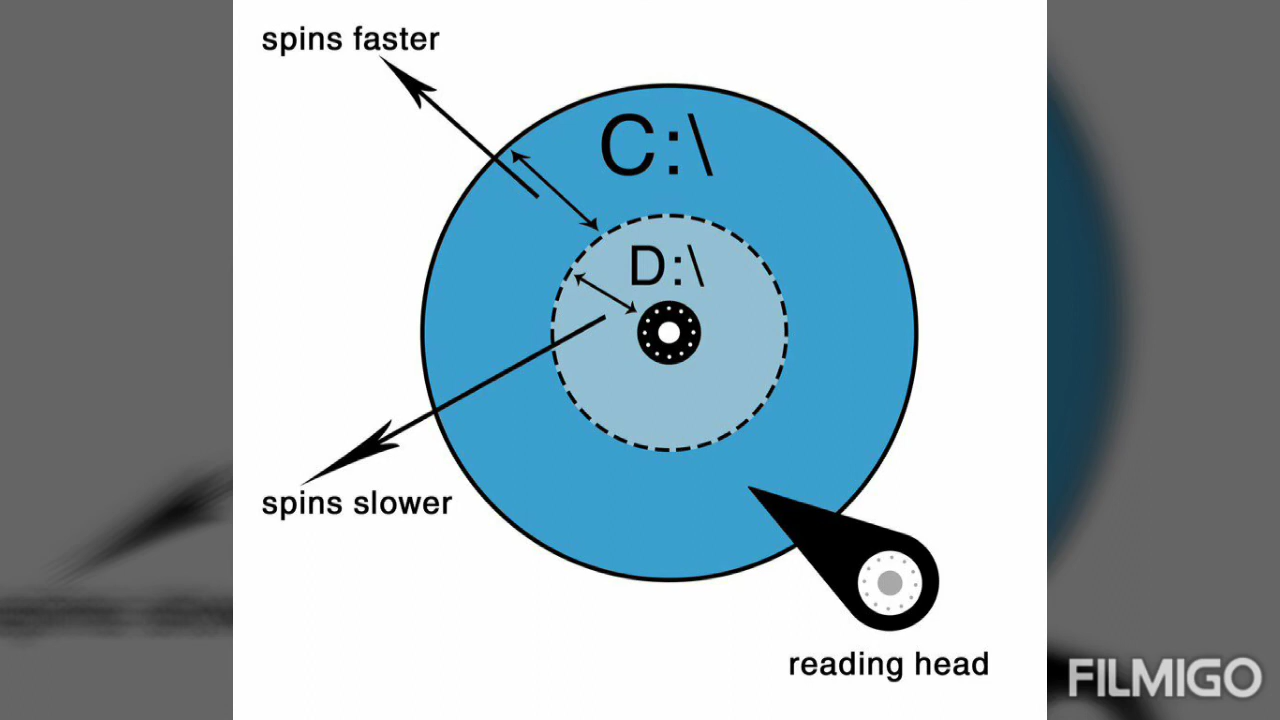 spins faster
C:\
D:\
spins slower
reading head
FILMIGO